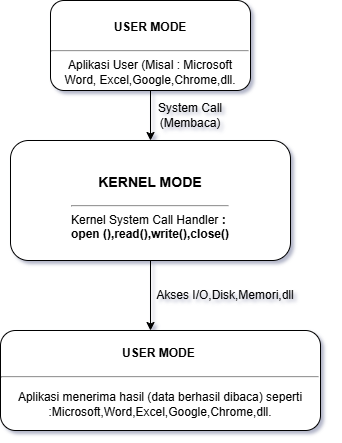 USER MODE
Aplikasi User (Misal : Microsoft
Word, Excel,Google,Chrome,dll.
System Call
(Membaca)
KERNEL MODE
Kernel System Call Handler :
open (),read(),write(),close()
Akses I/O,Disk,Memori,dll
USER MODE
Aplikasi menerima hasil (data berhasil dibaca) seperti
:Microsoft,Word,Excel,Google,Chrome,dll.